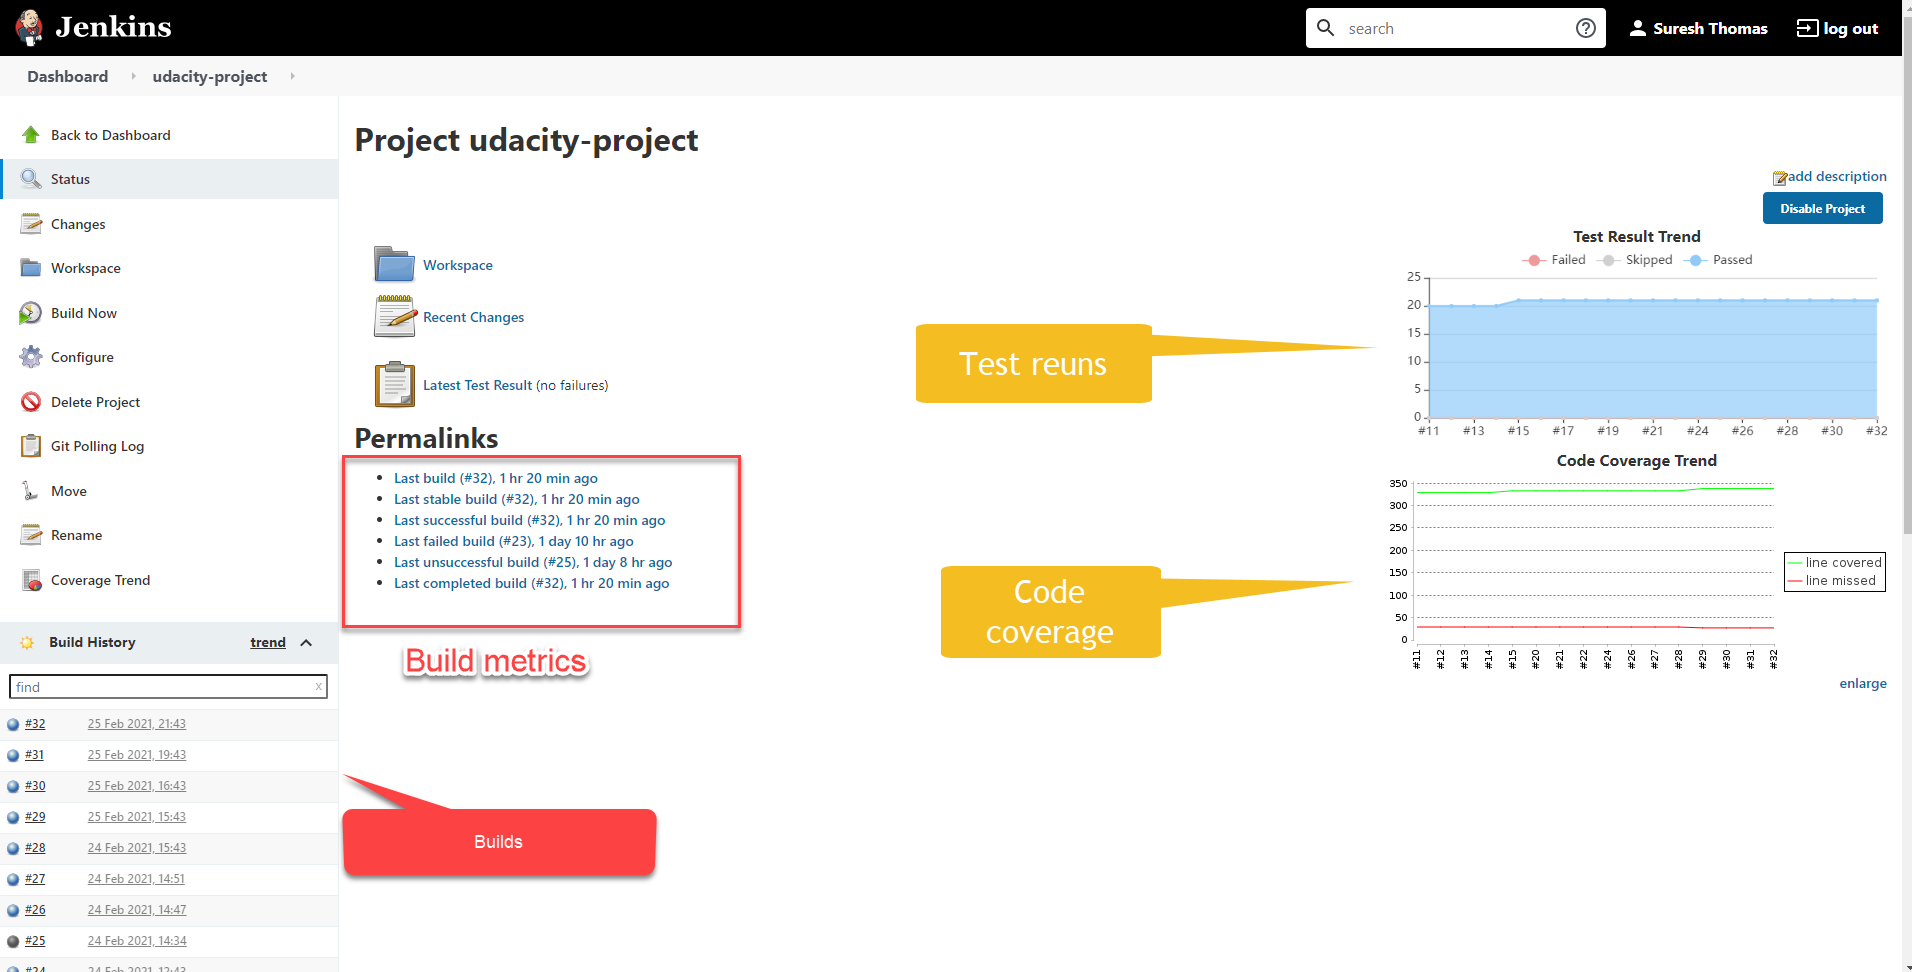 Jenkins
search
Suresh Thomas
log out
Dashboard
udacity-project
Back to Dashboard
Status
Changes
Workspace
Build Now
Configure
Delete Project
Git Polling Log
Move
Rename
Coverage Trend
Build History
trend
find
x
#32 25 Feb 2021, 21:43
#31 25 Feb 2021, 19:43
#30 25 Feb 2021, 16:43
#29 25 Feb 2021, 15:43
#28 24 Feb 2021, 15:43
#27 24 Feb 2021, 14:51
#26 24 Feb 2021, 14:47
#25 24 Feb 2021, 14:34
#24 24 Feb 2021, 12:43
Project udacity-project
add description
Disable Project
Workspace
Recent Changes
Latest Test Result (no failures)
Permalinks
Last build (#32), 1 hr 20 min ago
Last stable build (#32), 1 hr 20 min ago
Last successful build (#32), 1 hr 20 min ago
Last failed build (#23), 1 day 10 hr ago
Last unsuccessful build (#25), 1 day 8 hr ago
Last completed build (#32), 1 hr 20 min ago
Build metrics
Builds
Test reuns
Code
coverage
Test Result Trend
Failed Skipped Passed
25
20
15
10
5
0
#11 #13 #15 #17 #19 #21 #24 #26 #28 #30 #32
Code Coverage Trend
350
300
250
200
150
100
50
0
#11 #12 #13 #14 #15 #20 #21 #22 #24 #26 #27 #28 #29 #30 #31 #32
line covered
line missed
enlarge